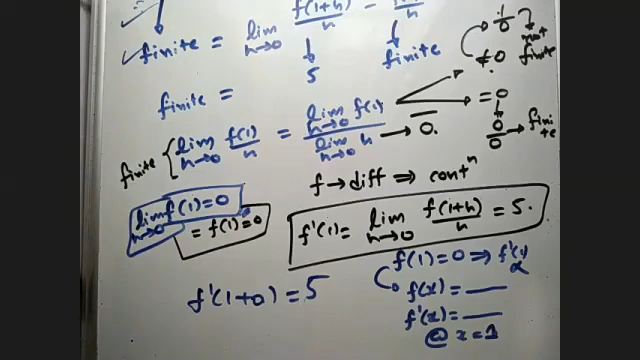 ✓ finite = lim h→0 f(1+h)/h - f(1)/h
5 finite
1/0 not
≠0 finite
finite =
finite { lim h→0 f(1)/h = lim h→0 f(1) / lim h→0 h → 0.
= 0
0/0 → finite
f → diff ⟹ contⁿ
lim h→0 f(1) = 0
= f(1) = 0
f'(1) = lim h→0 f(1+h)/h = 5.
f(1) = 0 ⟹ f'(1)
f'(1+0) = 5
f(x) = ___
f'(x) = ___
@ x = 1